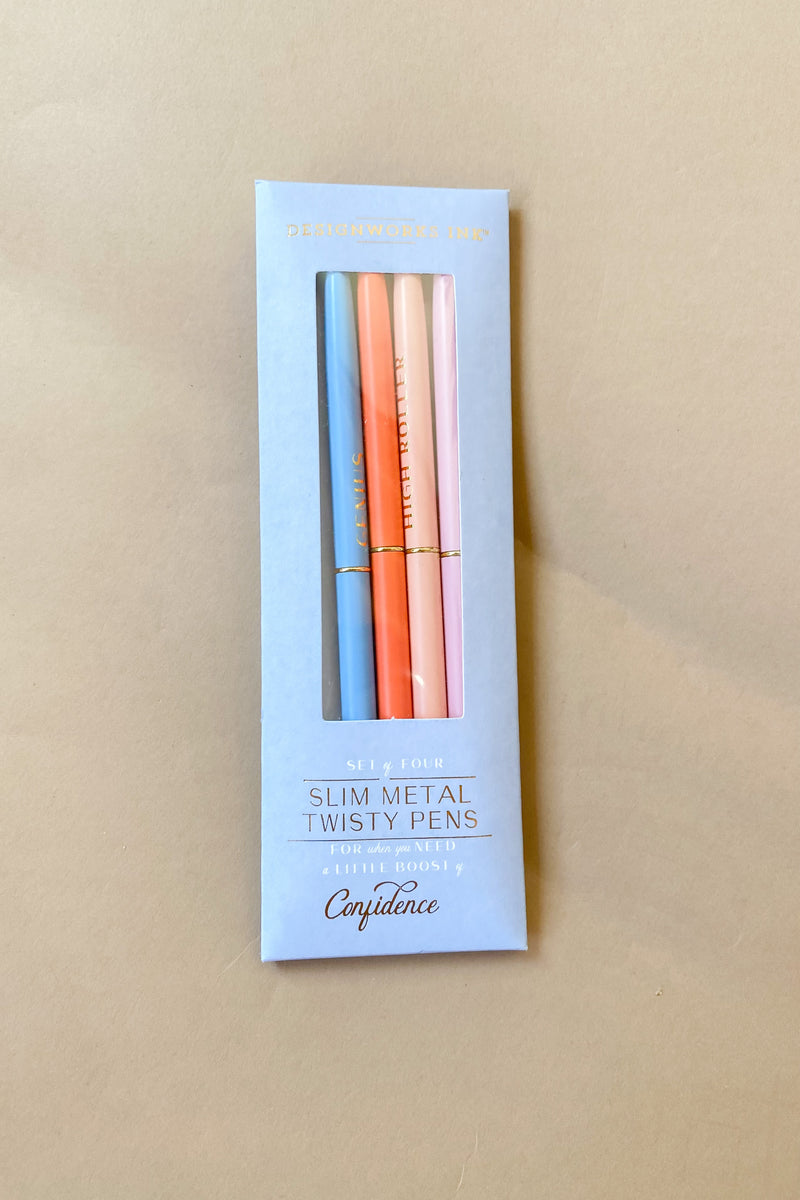 DESIGNWORKS INK™
GENIUS
HIGH ROLLER
SET of FOUR
SLIM METAL
TWISTY PENS
FOR when you NEED
a LITTLE BOOST of
Confidence